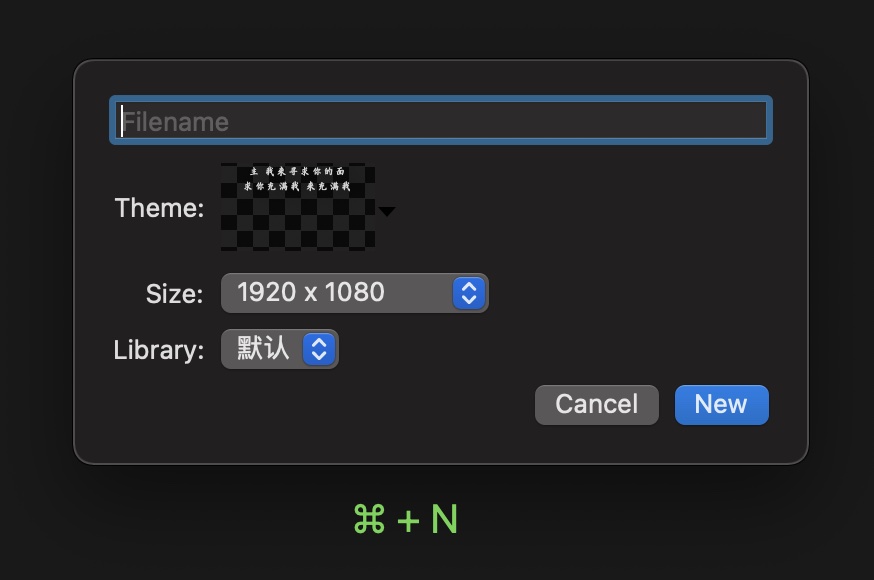 Filename
Theme:
主 我来寻求你的面
求你充满我 来充满我
Size:
1920 x 1080
Library:
默认
Cancel
New
⌘ + N